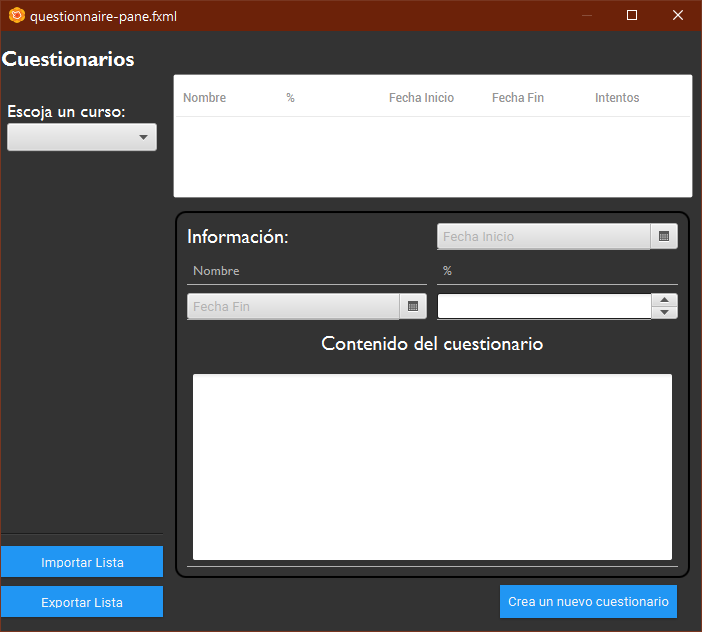 questionnaire-pane.fxml
Cuestionarios
Escoja un curso:
Nombre % Fecha Inicio Fecha Fin Intentos
Información:
Fecha Inicio
Nombre
%
Fecha Fin
Contenido del cuestionario
Importar Lista
Exportar Lista
Crea un nuevo cuestionario